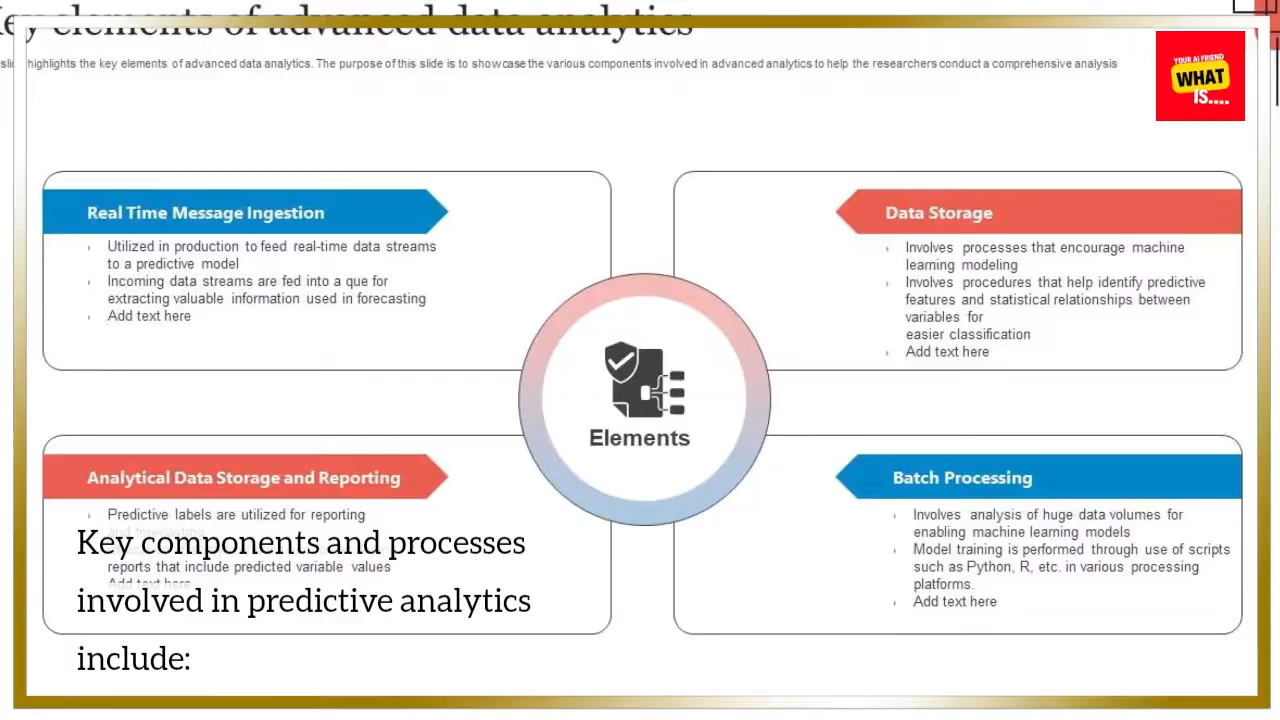 ey elements of advanced data analytics
slide highlights the key elements of advanced data analytics. The purpose of this slide is to showcase the various components involved in advanced analytics to help the researchers conduct a comprehensive analysis
YOUR AI FRIEND
WHAT
IS....
Real Time Message Ingestion
Utilized in production to feed real-time data streams
to a predictive model
Incoming data streams are fed into a que for
extracting valuable information used in forecasting
Add text here
Data Storage
Involves processes that encourage machine
learning modeling
Involves procedures that help identify predictive
features and statistical relationships between
variables for
easier classification
Add text here
Elements
Analytical Data Storage and Reporting
Predictive labels are utilized for reporting
and forecasting
reports that include predicted variable values
Add text here
Key components and processes
involved in predictive analytics
include:
Batch Processing
Involves analysis of huge data volumes for
enabling machine learning models
Model training is performed through use of scripts
such as Python, R, etc. in various processing
platforms.
Add text here